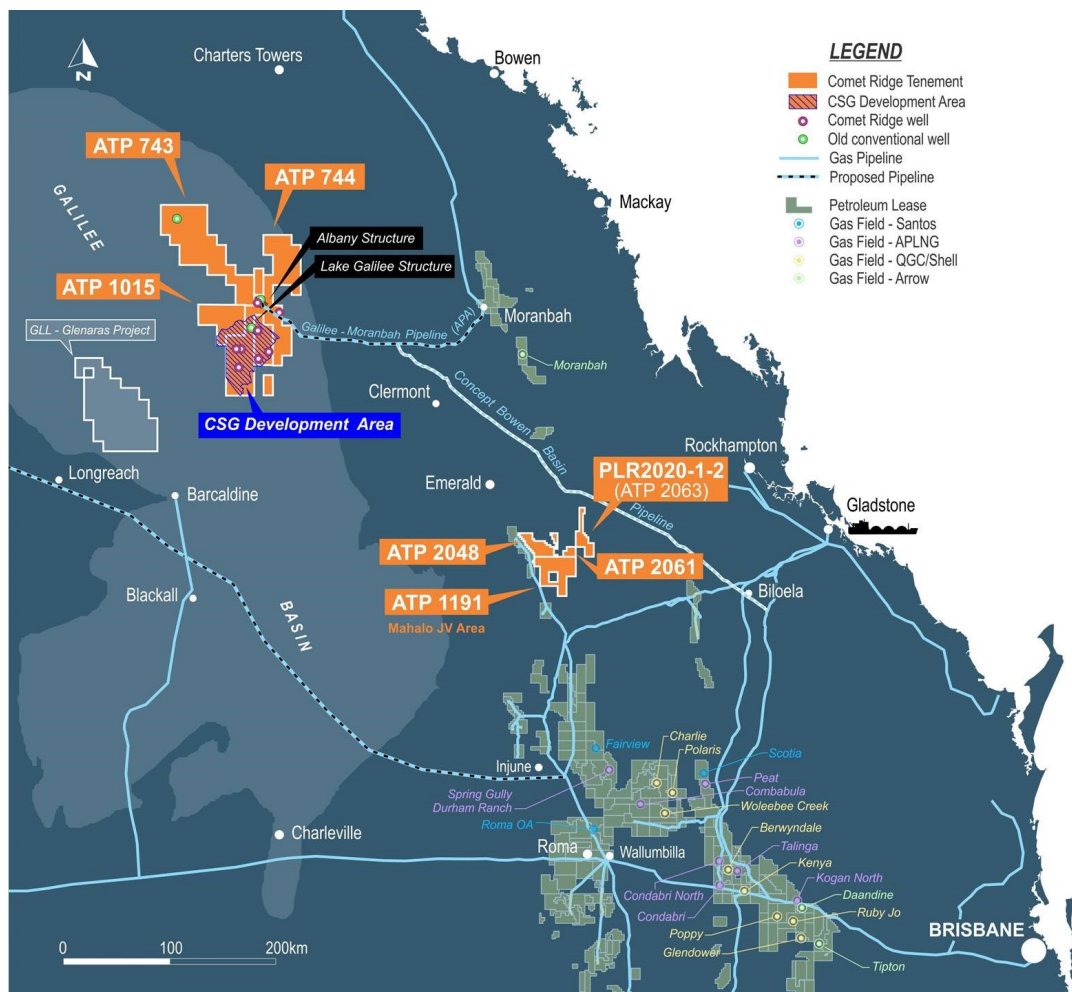 N
Charters Towers
Bowen
LEGEND
Comet Ridge Tenement
CSG Development Area
Comet Ridge well
Old conventional well
Gas Pipeline
Proposed Pipeline
Petroleum Lease
Gas Field - Santos
Gas Field - APLNG
Gas Field - QGC/Shell
Gas Field - Arrow
ATP 743
ATP 744
GALILEE
Mackay
Albany Structure
Lake Galilee Structure
ATP 1015
GLL - Glenaras Project
Galilee - Moranbah Pipeline (APA)
Moranbah
Moranbah
Clermont
CSG Development Area
Concept Bowen Basin Pipeline
Rockhampton
Longreach
Barcaldine
Emerald
PLR2020-1-2
(ATP 2063)
Gladstone
ATP 2048
ATP 2061
Blackall
ATP 1191
Mahalo JV Area
Biloela
BASIN
Fairview
Charlie
Polaris
Scotia
Injune
Peat
Spring Gully
Combabula
Durham Ranch
Woleebee Creek
Roma OA
Berwyndale
Charleville
Talinga
Roma
Wallumbilla
Kenya
Kogan North
Condabri North
Daandine
Condabri
Ruby Jo
Poppy
Glendower
BRISBANE
Tipton
0
100
200km